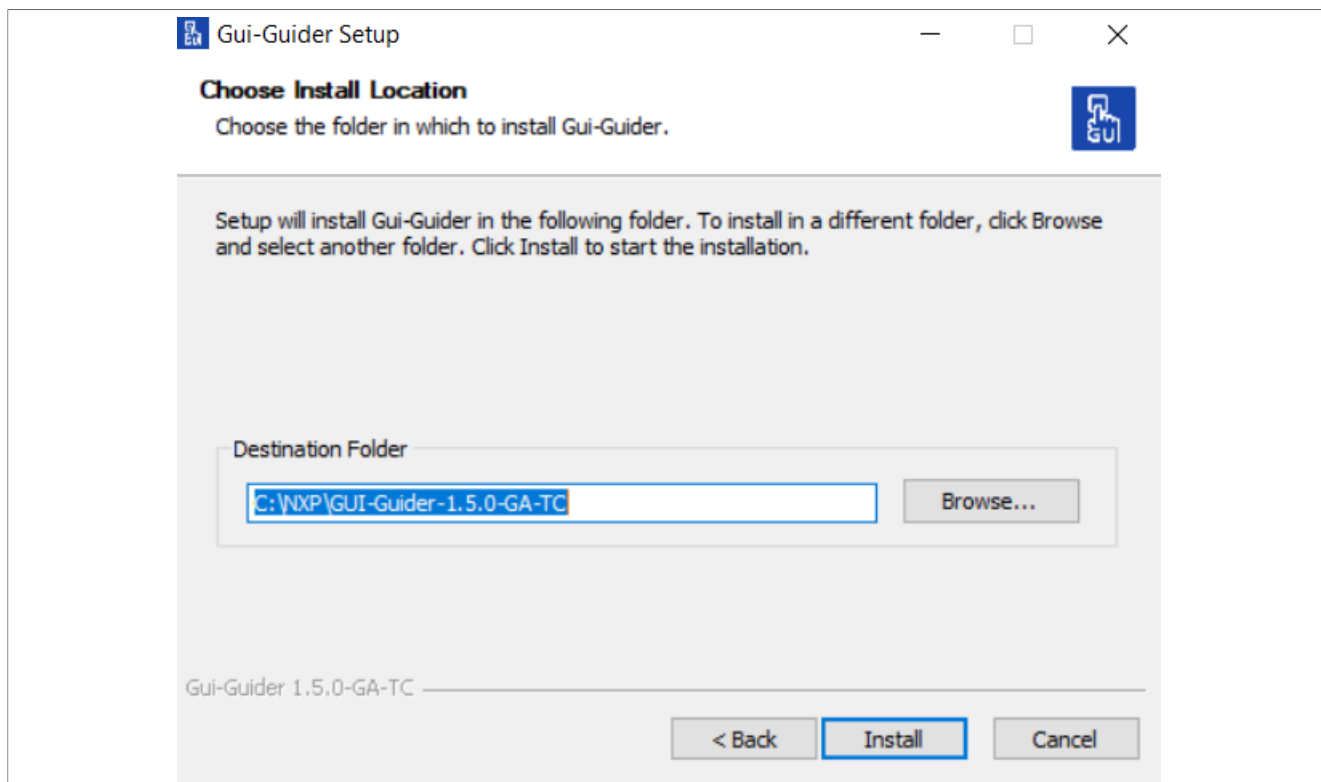 Gui-Guider Setup
Choose Install Location
Choose the folder in which to install Gui-Guider.
GUI
Setup will install Gui-Guider in the following folder. To install in a different folder, click Browse
and select another folder. Click Install to start the installation.
Destination Folder
C:\NXP\GUI-Guider-1.5.0-GA-TC
Browse...
Gui-Guider 1.5.0-GA-TC
< Back
Install
Cancel